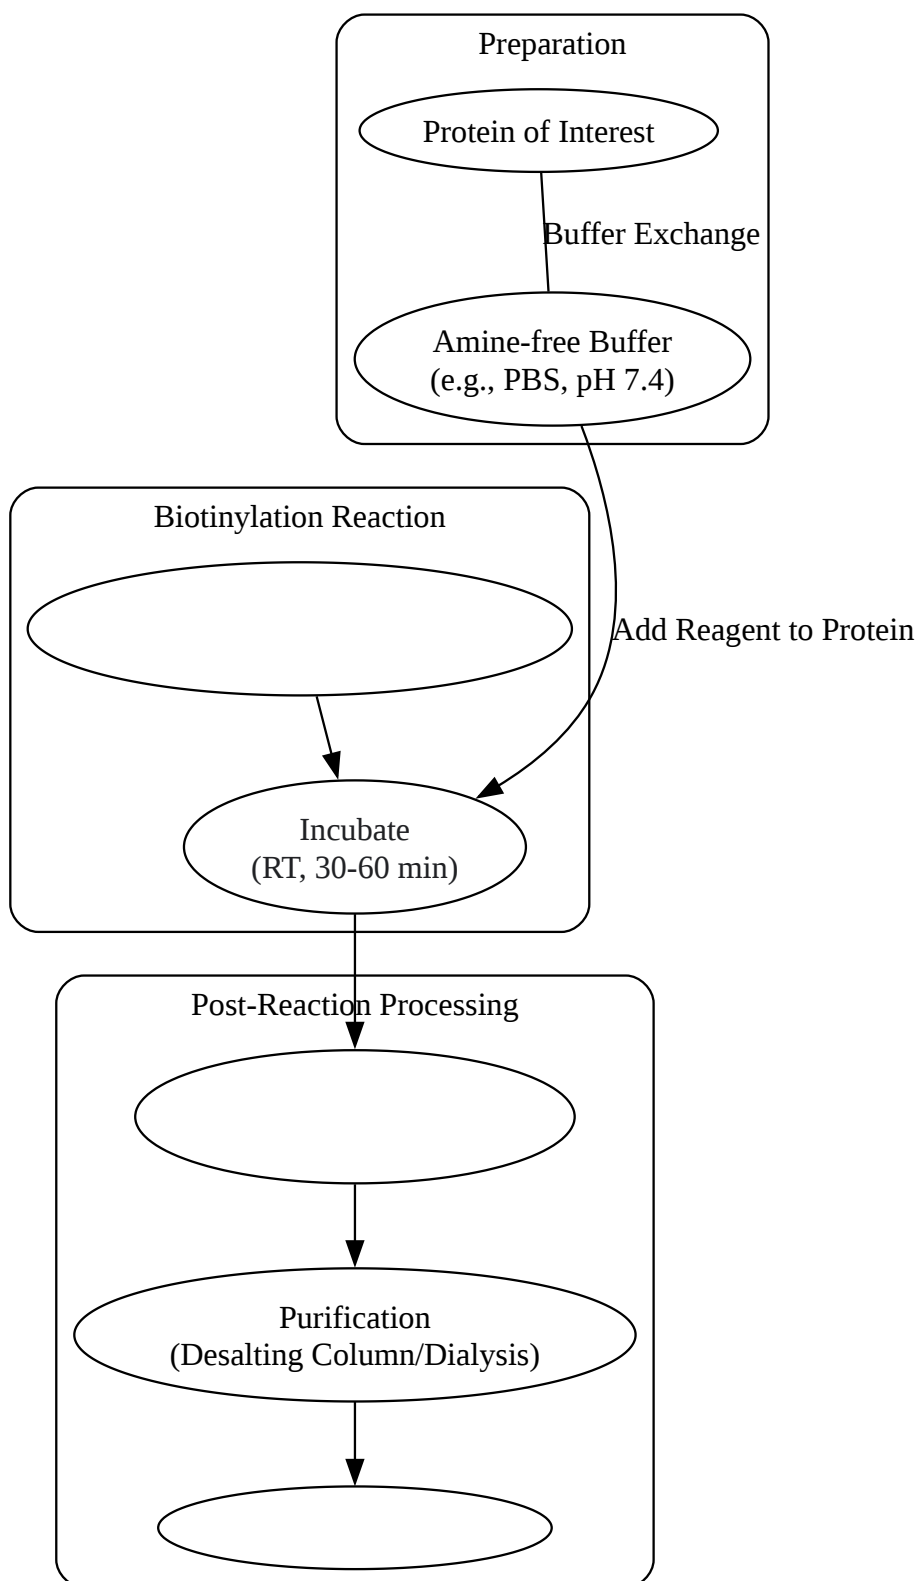 Preparation
Protein of Interest
Buffer Exchange
Amine-free Buffer
(e.g., PBS, pH 7.4)
Biotinylation Reaction
Add Reagent to Protein
Incubate
(RT, 30-60 min)
Post-Reaction Processing
Purification
(Desalting Column/Dialysis)